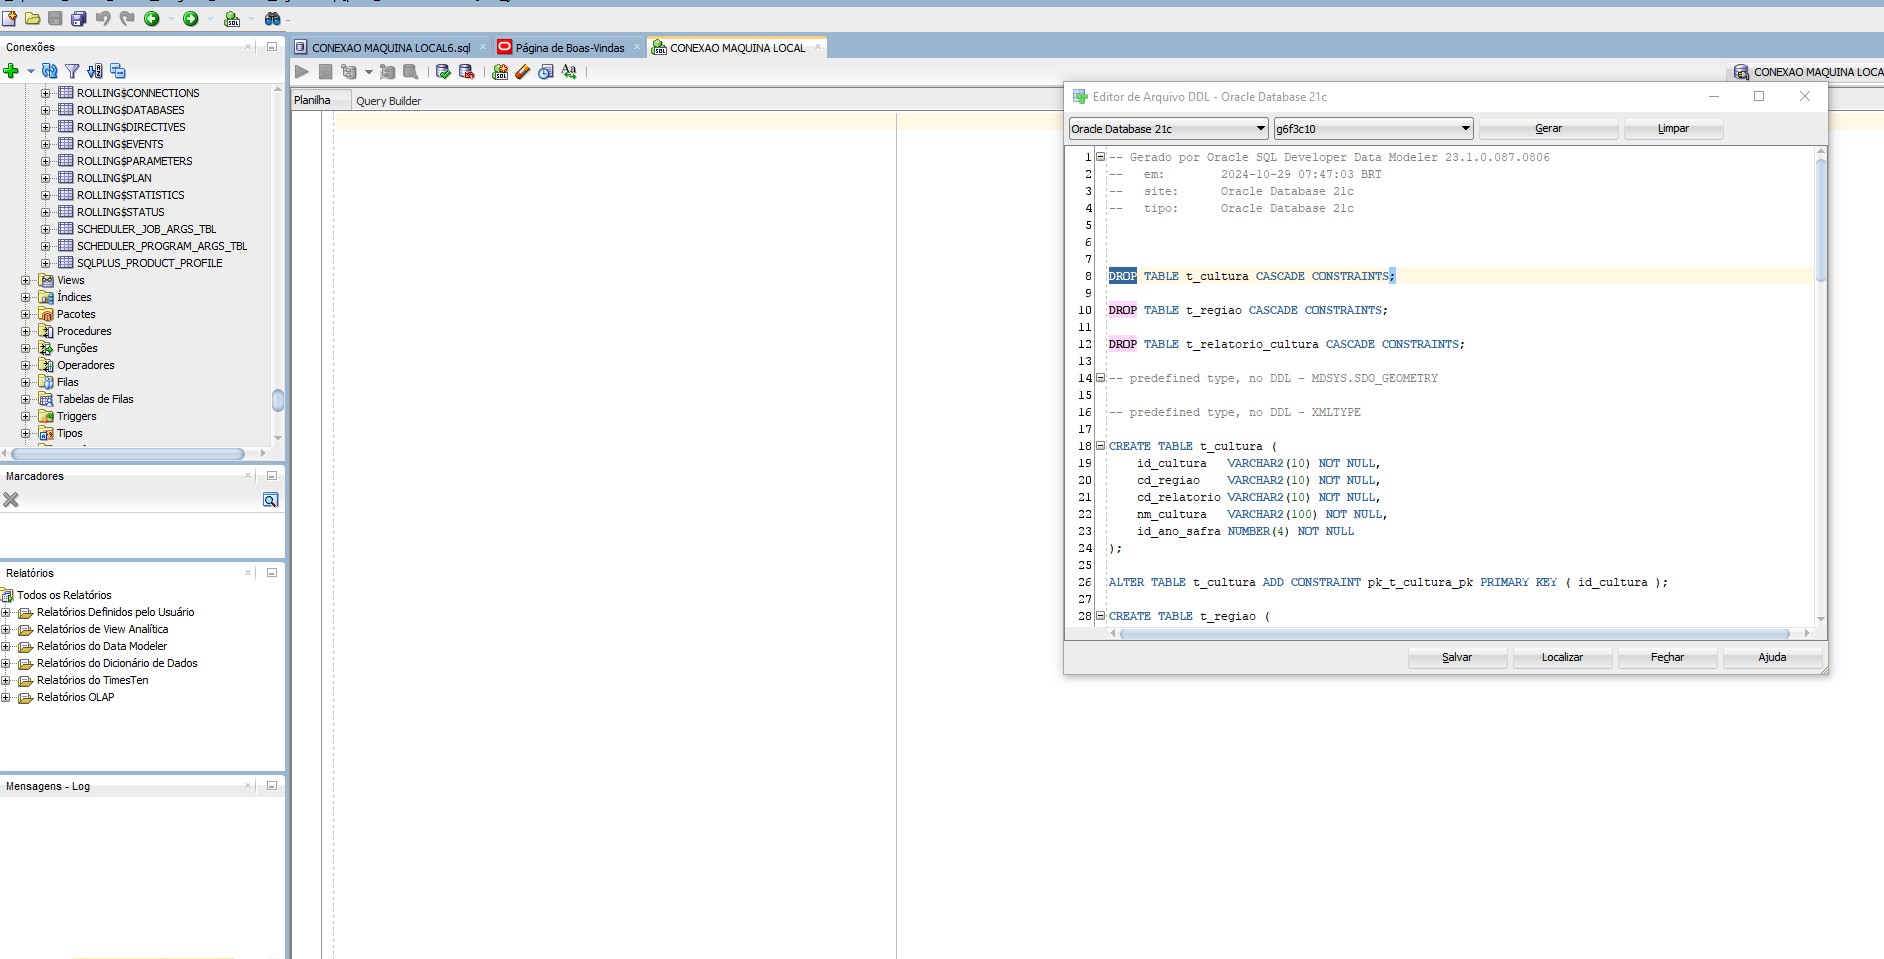 CONEXAO MAQUINA LOCAL6.sql
Página de Boas-Vindas
CONEXAO MAQUINA LOCAL
Conexões
ROLLING$CONNECTIONS
ROLLING$DATABASES
ROLLING$DIRECTIVES
ROLLING$EVENTS
ROLLING$PARAMETERS
ROLLING$PLAN
ROLLING$STATISTICS
ROLLING$STATUS
SCHEDULER_JOB_ARGS_TBL
SCHEDULER_PROGRAM_ARGS_TBL
SQLPLUS_PRODUCT_PROFILE
Views
Índices
Pacotes
Procedures
Funções
Operadores
Filas
Tabelas de Filas
Triggers
Tipos
Marcadores
Relatórios
Todos os Relatórios
Relatórios Definidos pelo Usuário
Relatórios de View Analítica
Relatórios do Data Modeler
Relatórios do Dicionário de Dados
Relatórios do TimesTen
Relatórios OLAP
Mensagens - Log
Planilha
Query Builder
CONEXAO MAQUINA LOCA
Editor de Arquivo DDL - Oracle Database 21c
Oracle Database 21c
g6f3c10
Gerar
Limpar
1 -- Gerado por Oracle SQL Developer Data Modeler 23.1.0.087.0806
2 --   em:        2024-10-29 07:47:03 BRT
3 --   site:      Oracle Database 21c
4 --   tipo:      Oracle Database 21c
5
6
7
8 DROP TABLE t_cultura CASCADE CONSTRAINTS;
9
10 DROP TABLE t_regiao CASCADE CONSTRAINTS;
11
12 DROP TABLE t_relatorio_cultura CASCADE CONSTRAINTS;
13
14 -- predefined type, no DDL - MDSYS.SDO_GEOMETRY
15
16 -- predefined type, no DDL - XMLTYPE
17
18 CREATE TABLE t_cultura (
19     id_cultura   VARCHAR2(10) NOT NULL,
20     cd_regiao    VARCHAR2(10) NOT NULL,
21     cd_relatorio VARCHAR2(10) NOT NULL,
22     nm_cultura   VARCHAR2(100) NOT NULL,
23     id_ano_safra NUMBER(4) NOT NULL
24 );
25
26 ALTER TABLE t_cultura ADD CONSTRAINT pk_t_cultura_pk PRIMARY KEY ( id_cultura );
27
28 CREATE TABLE t_regiao (
Salvar
Localizar
Fechar
Ajuda